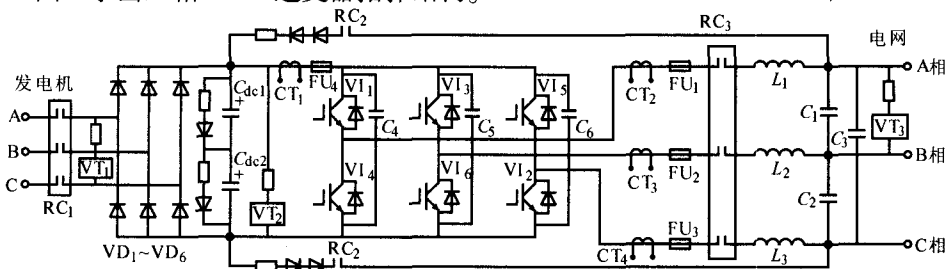 RC₂
RC₃
电网
发电机
A
B
C
RC₁
VT₁
VD₁~VD₆
C_dc1
+
C_dc2
+
VT₂
CT₁
FU₄
VI₁
VI₃
VI₅
C₄
C₅
C₆
VI₄
VI₆
VI₂
RC₂
CT₂
FU₁
L₁
A相
CT₃
FU₂
L₂
B相
CT₄
FU₃
L₃
C相
C₁
C₂
C₃
VT₃